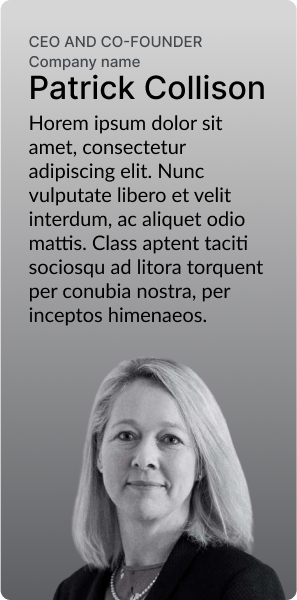 CEO AND CO-FOUNDER
Company name
Patrick Collison
Horem ipsum dolor sit
amet, consectetur
adipiscing elit. Nunc
vulputate libero et velit
interdum, ac aliquet odio
mattis. Class aptent taciti
sociosqu ad litora torquent
per conubia nostra, per
inceptos himenaeos.